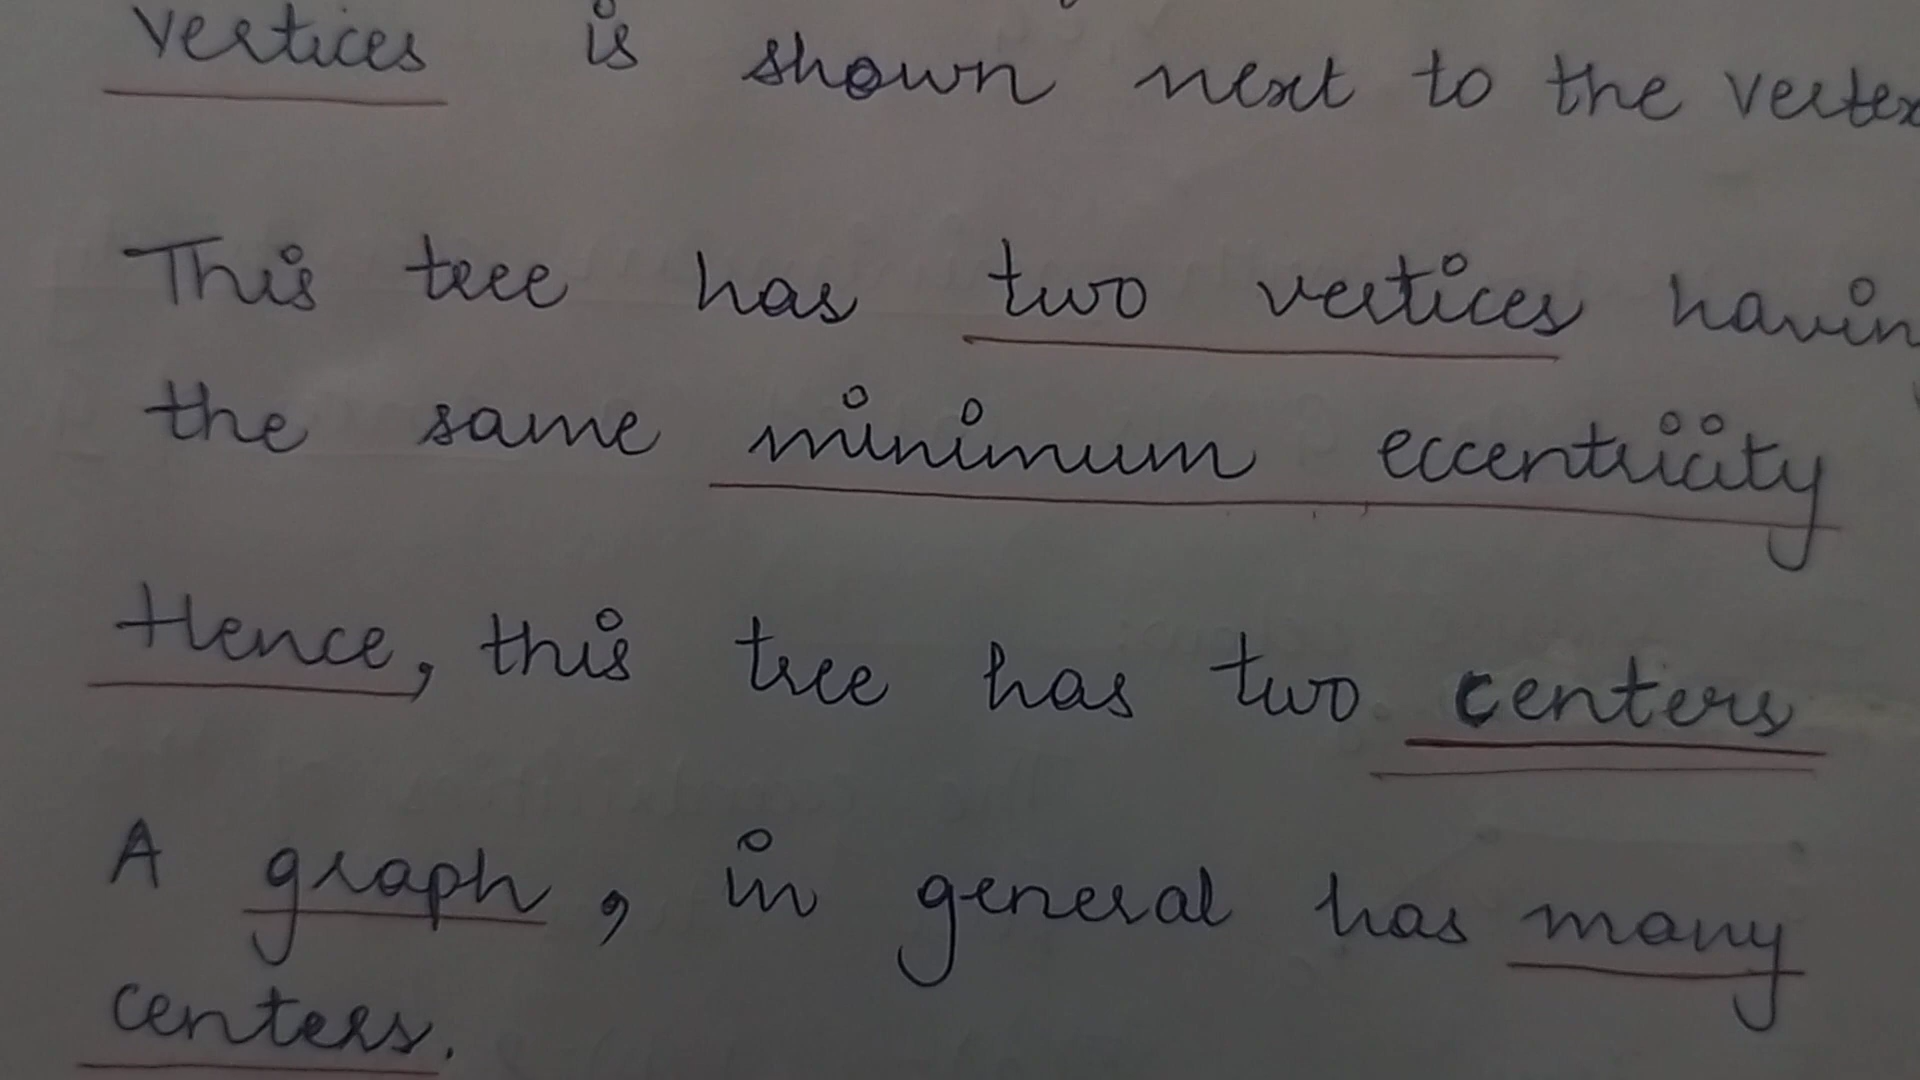 vertices is shown next to the vertex
This tree has two vertices havin
the same minimum eccentricity
Hence, this tree has two centers
A graph, in general has many
centers.